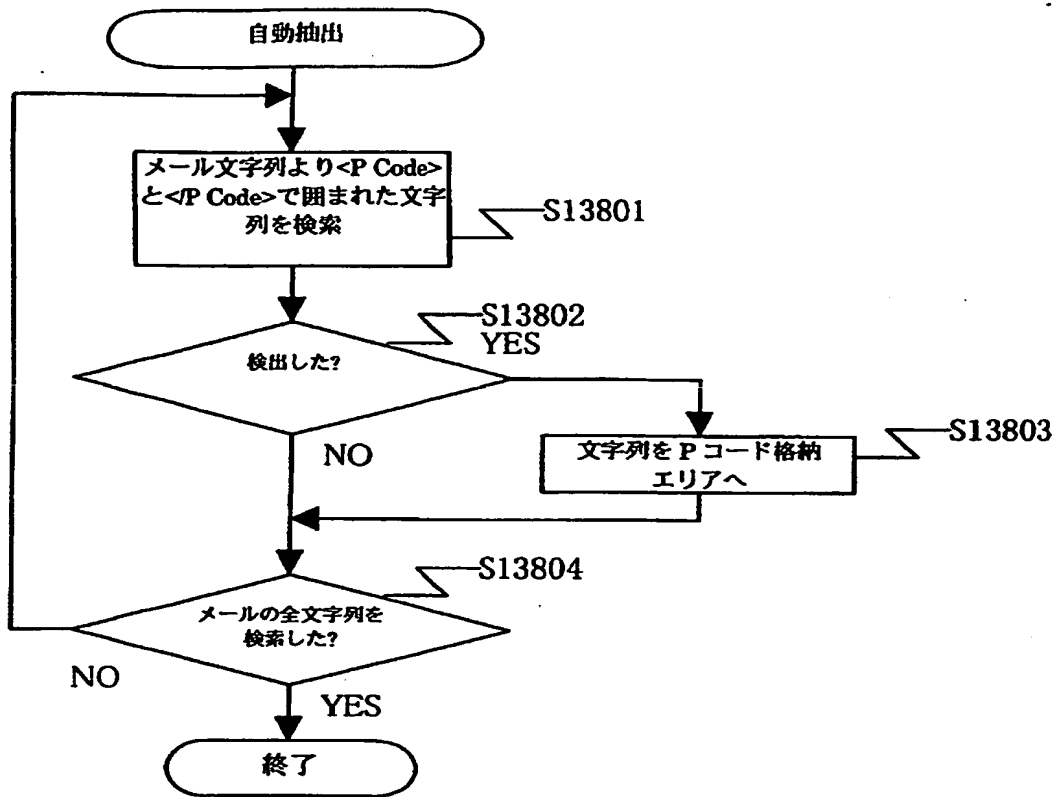 自動抽出
メール文字列より<P Code>
と</P Code>で囲まれた文字
列を検索
S13801
S13802
YES
検出した?
S13803
NO
文字列を P コード格納
エリアへ
S13804
メールの全文字列を
検索した?
NO
YES
終了